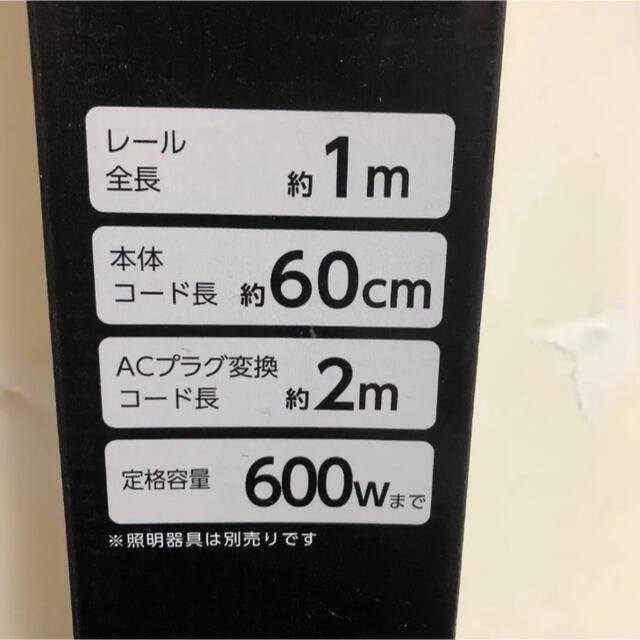 レール
全長 約1m
本体
コード長 約60cm
ACプラグ変換
コード長 約2m
定格容量 600wまで
※照明器具は別売りです